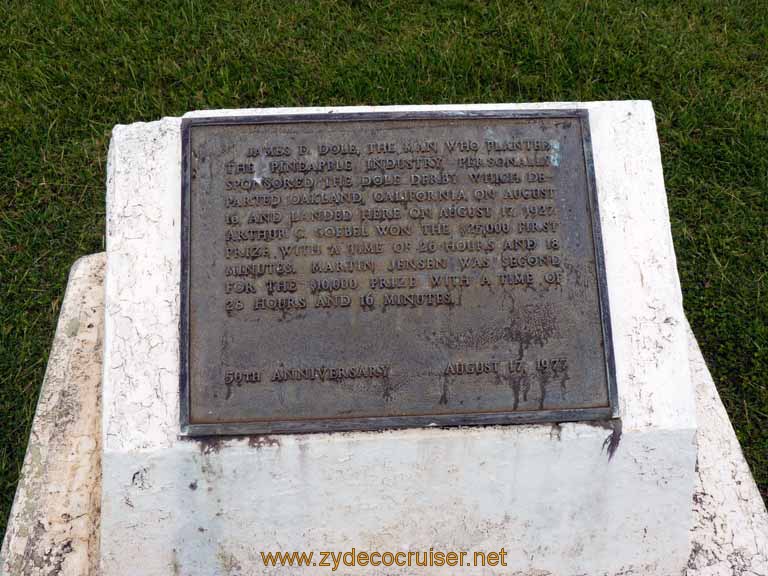 JAMES D. DOLE, THE MAN WHO PLANTED
THE PINEAPPLE INDUSTRY, PERSONALLY
SPONSORED THE DOLE DERBY WHICH DE-
PARTED OAKLAND, CALIFORNIA ON AUGUST
16, AND LANDED HERE ON AUGUST 17, 1927.
ARTHUR C. GOEBEL WON THE $25,000 FIRST
PRIZE WITH A TIME OF 26 HOURS AND 18
MINUTES. MARTIN JENSEN WAS SECOND
FOR THE $10,000 PRIZE WITH A TIME OF
28 HOURS AND 16 MINUTES.
50TH ANNIVERSARY AUGUST 17, 1977
www.zydecocruiser.net